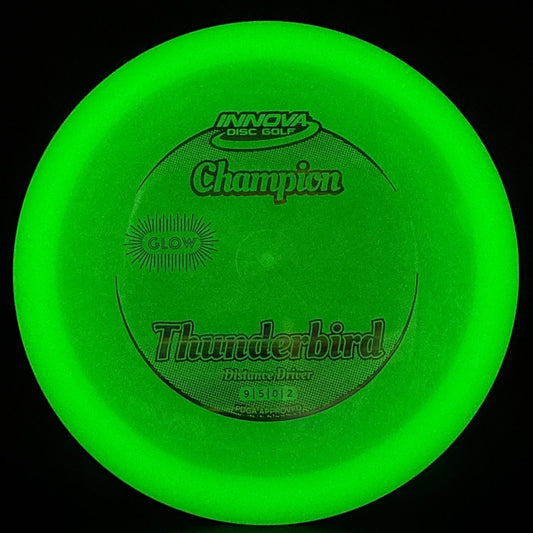 INNOVA
DISC GOLF
Champion
GLOW
Thunderbird
Distance Driver
9|5|0|2
PDGA APPROVED